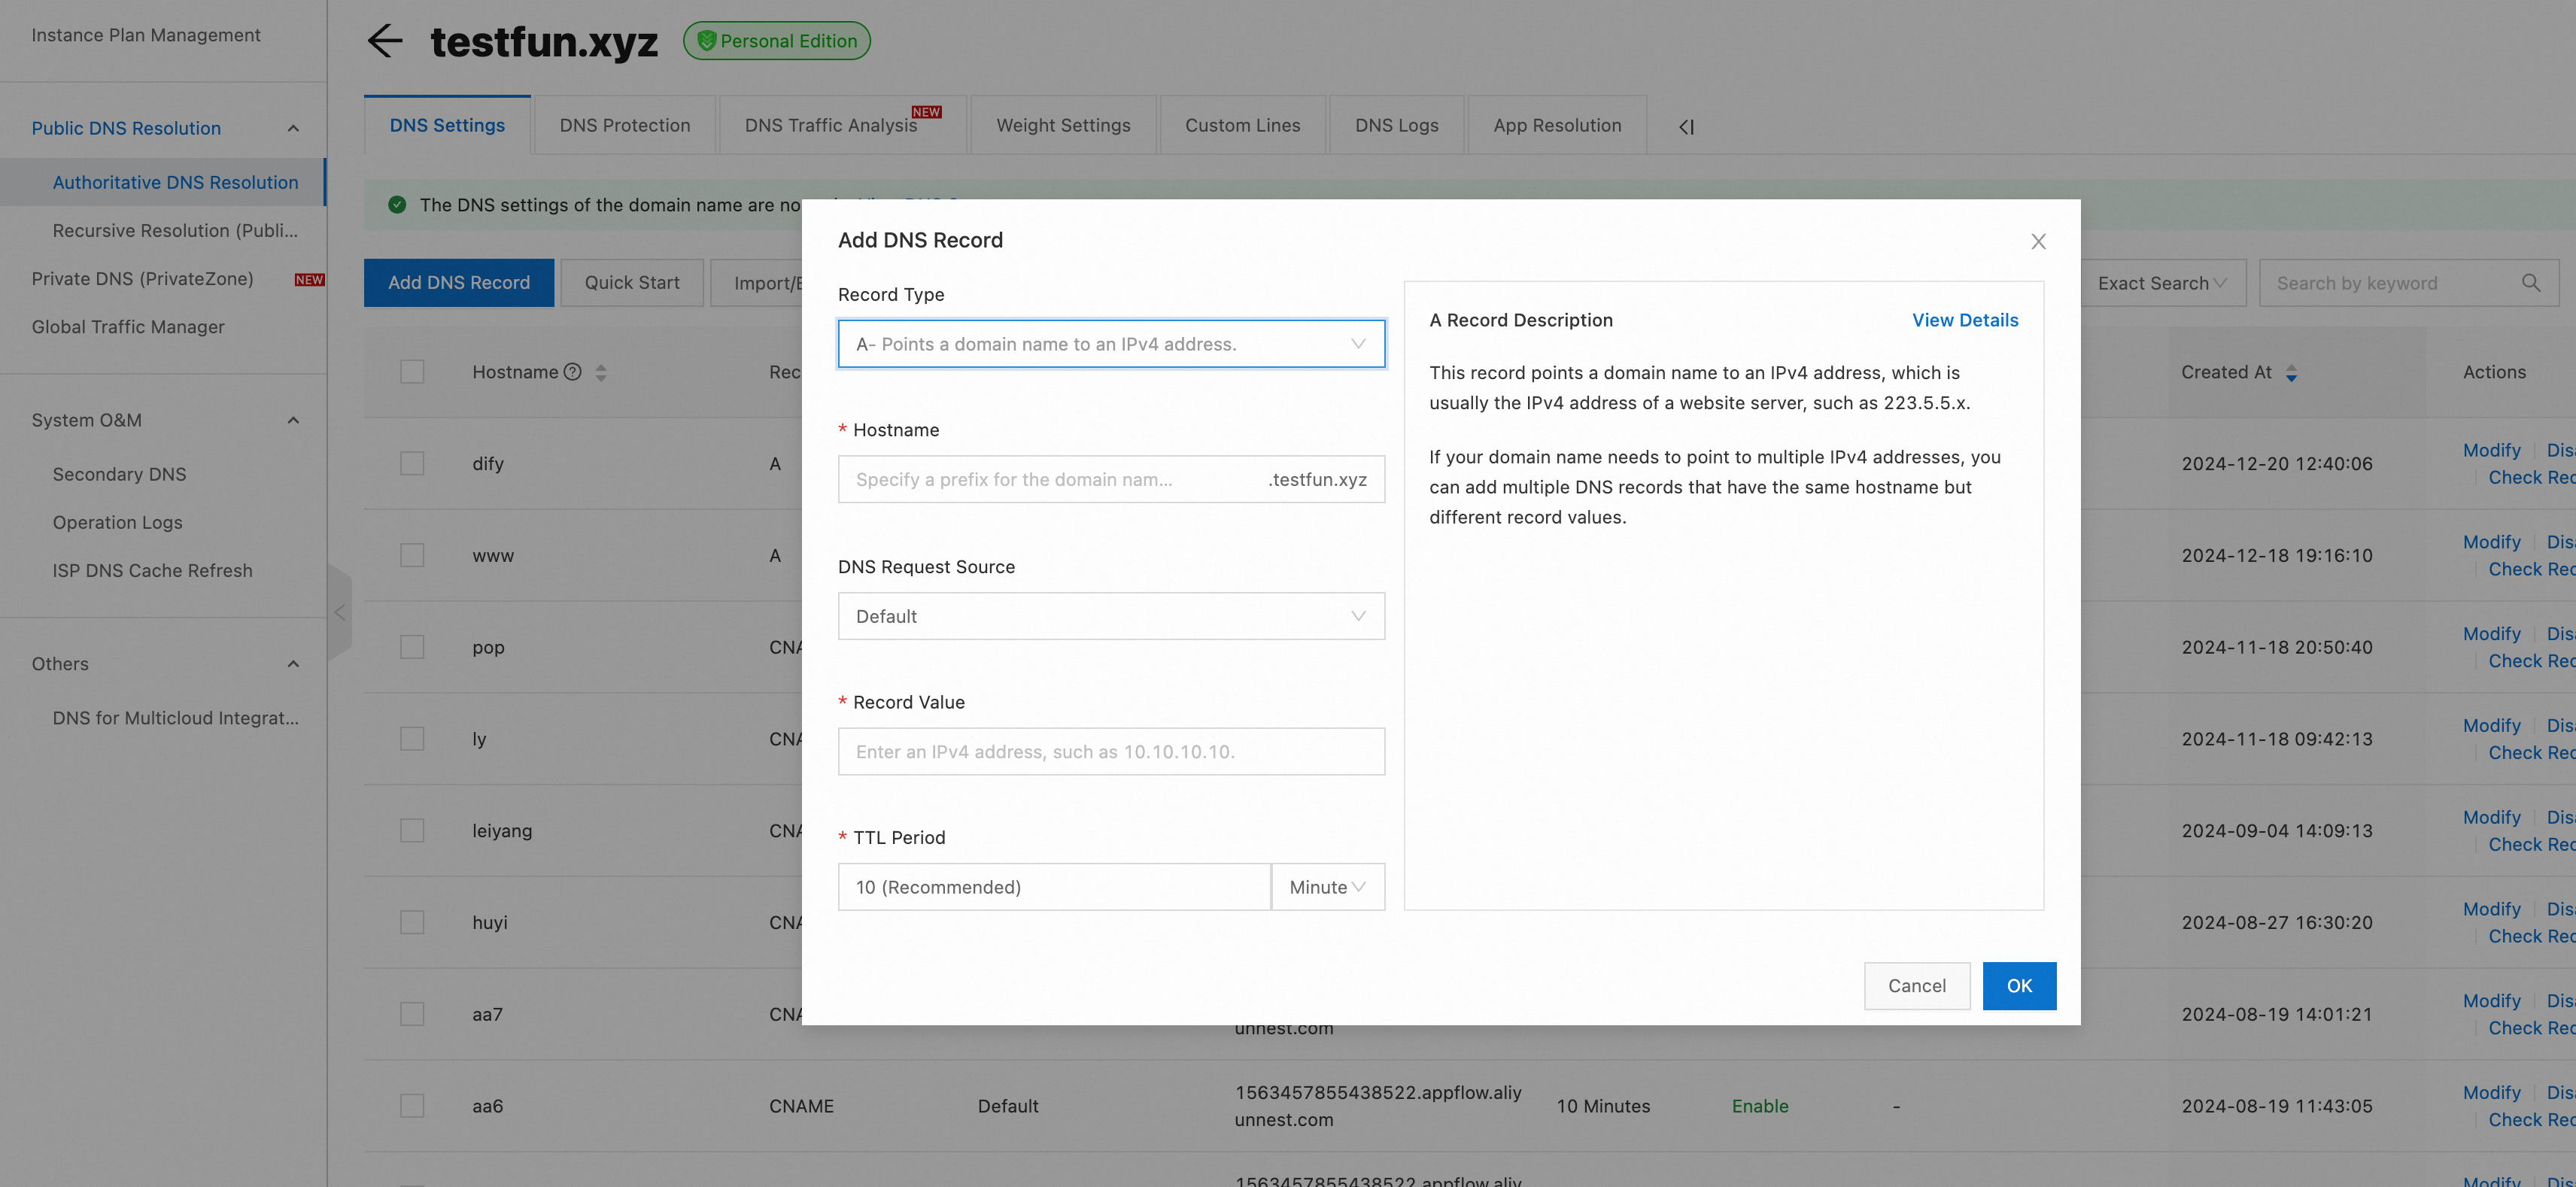 Instance Plan Management
Public DNS Resolution
Authoritative DNS Resolution
Recursive Resolution (Publi...
Private DNS (PrivateZone) NEW
Global Traffic Manager
System O&M
Secondary DNS
Operation Logs
ISP DNS Cache Refresh
Others
DNS for Multicloud Integrat...
testfun.xyz Personal Edition
DNS Settings DNS Protection DNS Traffic Analysis NEW Weight Settings Custom Lines DNS Logs App Resolution
The DNS settings of the domain name are no
Add DNS Record Quick Start Import/E Exact Search Search by keyword
Hostname Rec Created At Actions
dify A 2024-12-20 12:40:06 Modify Disa
Check Rec
www A 2024-12-18 19:16:10 Modify Disa
Check Rec
pop CNA 2024-11-18 20:50:40 Modify Disa
Check Rec
ly CNA 2024-11-18 09:42:13 Modify Disa
Check Rec
leiyang CNA 2024-09-04 14:09:13 Modify Disa
Check Rec
huyi CNA 2024-08-27 16:30:20 Modify Disa
Check Rec
aa7 CNA 2024-08-19 14:01:21 Modify Disa
Check Rec
unnest.com
aa6 CNAME Default 1563457855438522.appflow.aliy
unnest.com 10 Minutes Enable - 2024-08-19 11:43:05 Modify Disa
Check Rec
1563457855438522.appflow.aliy Modify Disa
Add DNS Record
Record Type
A- Points a domain name to an IPv4 address.
* Hostname
Specify a prefix for the domain nam... .testfun.xyz
DNS Request Source
Default
* Record Value
Enter an IPv4 address, such as 10.10.10.10.
* TTL Period
10 (Recommended) Minute
A Record Description View Details
This record points a domain name to an IPv4 address, which is
usually the IPv4 address of a website server, such as 223.5.5.x.
If your domain name needs to point to multiple IPv4 addresses, you
can add multiple DNS records that have the same hostname but
different record values.
Cancel OK